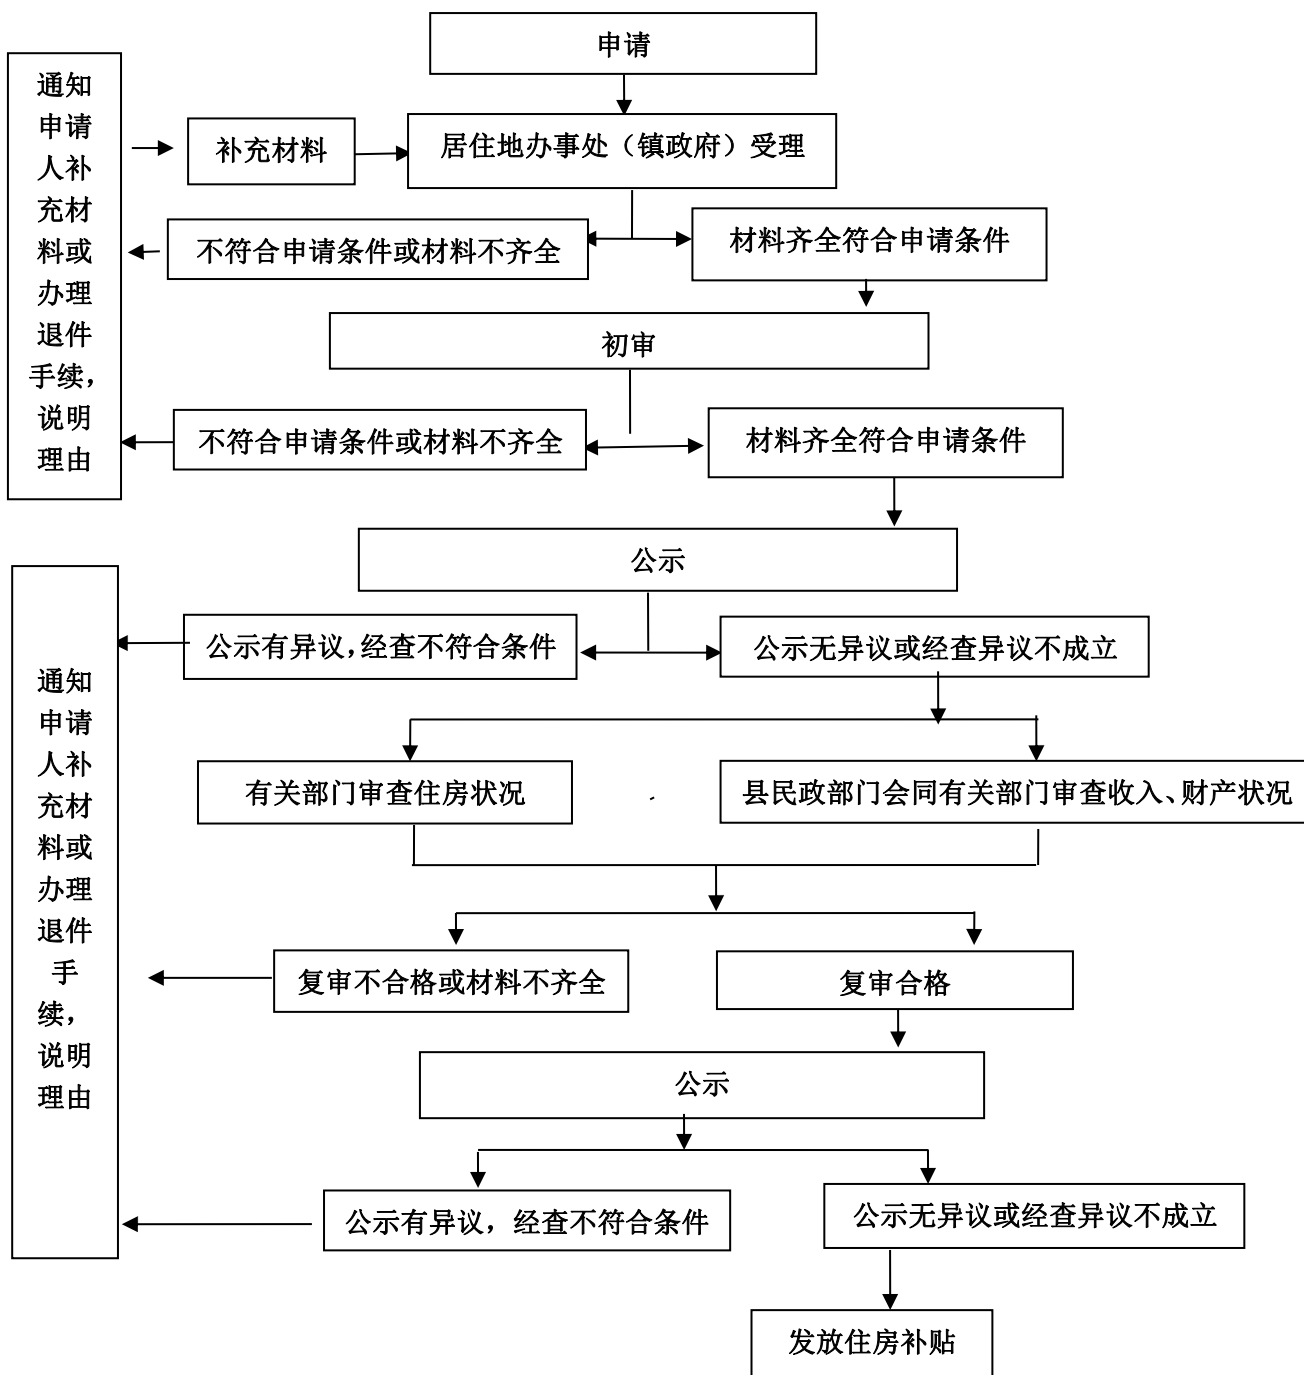 申请
通知
申请
人补
充材
料或
办理
退件
手续，
说明
理由
补充材料
居住地办事处（镇政府）受理
不符合申请条件或材料不齐全
材料齐全符合申请条件
初审
不符合申请条件或材料不齐全
材料齐全符合申请条件
公示
通知
申请
人补
充材
料或
办理
退件
手
续，
说明
理由
公示有异议，经查不符合条件
公示无异议或经查异议不成立
有关部门审查住房状况
县民政部门会同有关部门审查收入、财产状况
复审不合格或材料不齐全
复审合格
公示
公示有异议，经查不符合条件
公示无异议或经查异议不成立
发放住房补贴